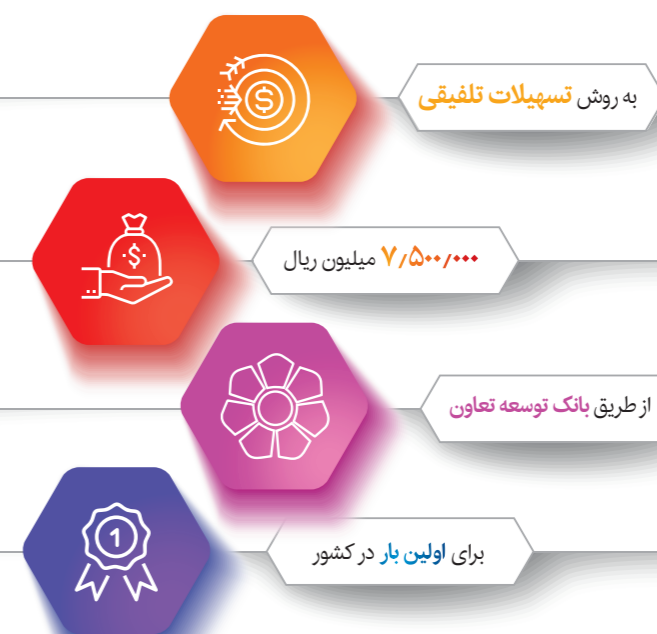 به روش تسهیلات تلفیقی
$
۷٫۵۰۰٫۰۰۰ میلیون ریال
$
از طریق بانک توسعه تعاون
برای اولین بار در کشور
1